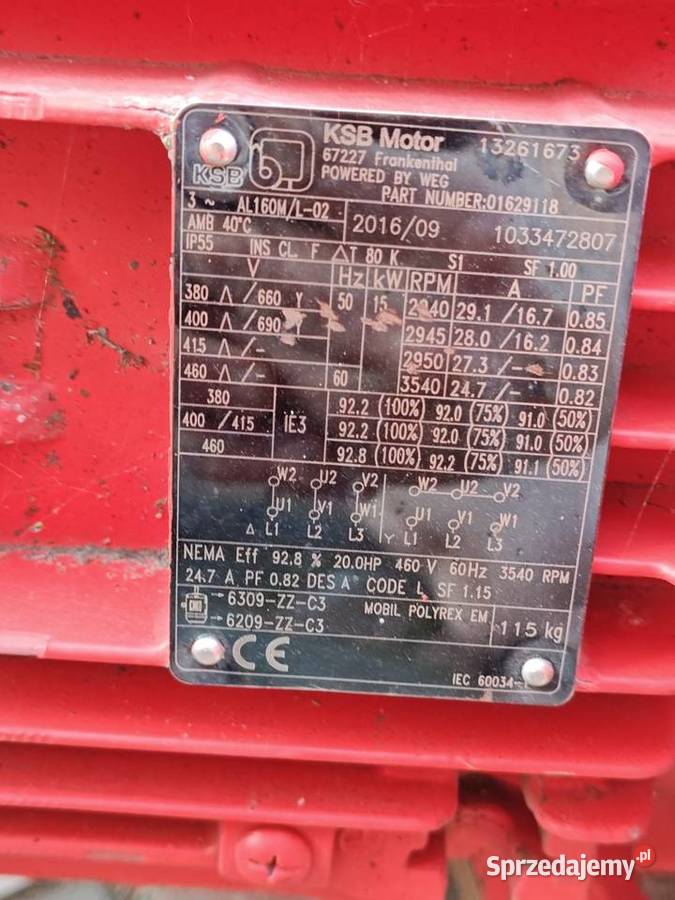 KSB
KSB Motor 13261673
67227 Frankenthal
POWERED BY WEG
PART NUMBER:01629118
3 ~ AL160M/L-02 2016/09 1033472807
AMB 40°C
IP55 INS CL. F ΔT 80 K S1 SF 1.00
V Hz kW RPM A PF
380 Δ/660 Y 50 15 2940 29.1/16.7 0.85
400 Δ/690 Y 2945 28.0/16.2 0.84
415 Δ/- 2950 27.3/- 0.83
460 Δ/- 60 3540 24.7/- 0.82
380 IE3 92.2 (100%) 92.0 (75%) 91.0 (50%)
400/415 92.2 (100%) 92.0 (75%) 91.0 (50%)
460 92.8 (100%) 92.2 (75%) 91.1 (50%)
W2 U2 V2 W2 U2 V2
U1 V1 W1 U1 V1 W1
Δ L1 L2 L3 Y L1 L2 L3
NEMA Eff 92.8 % 20.0HP 460 V 60Hz 3540 RPM
24.7 A PF 0.82 DES A CODE L SF 1.15
6309-ZZ-C3 MOBIL POLYREX EM 115 kg
6209-ZZ-C3
CE
IEC 60034-
Sprzedajemy.pl